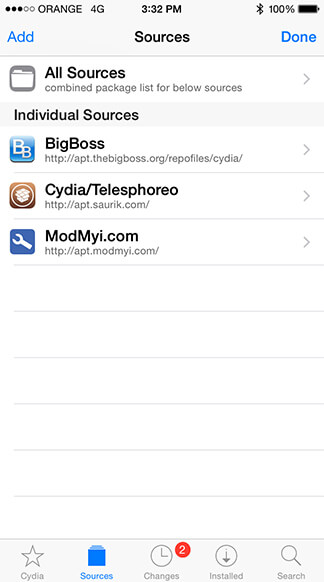 ORANGE 4G 3:32 PM 100%
Add Sources Done
All Sources
combined package list for below sources
Individual Sources
BigBoss
http://apt.thebigboss.org/repofiles/cydia/
Cydia/Telesphoreo
http://apt.saurik.com/
ModMyi.com
http://apt.modmyi.com/
2
Cydia Sources Changes Installed Search